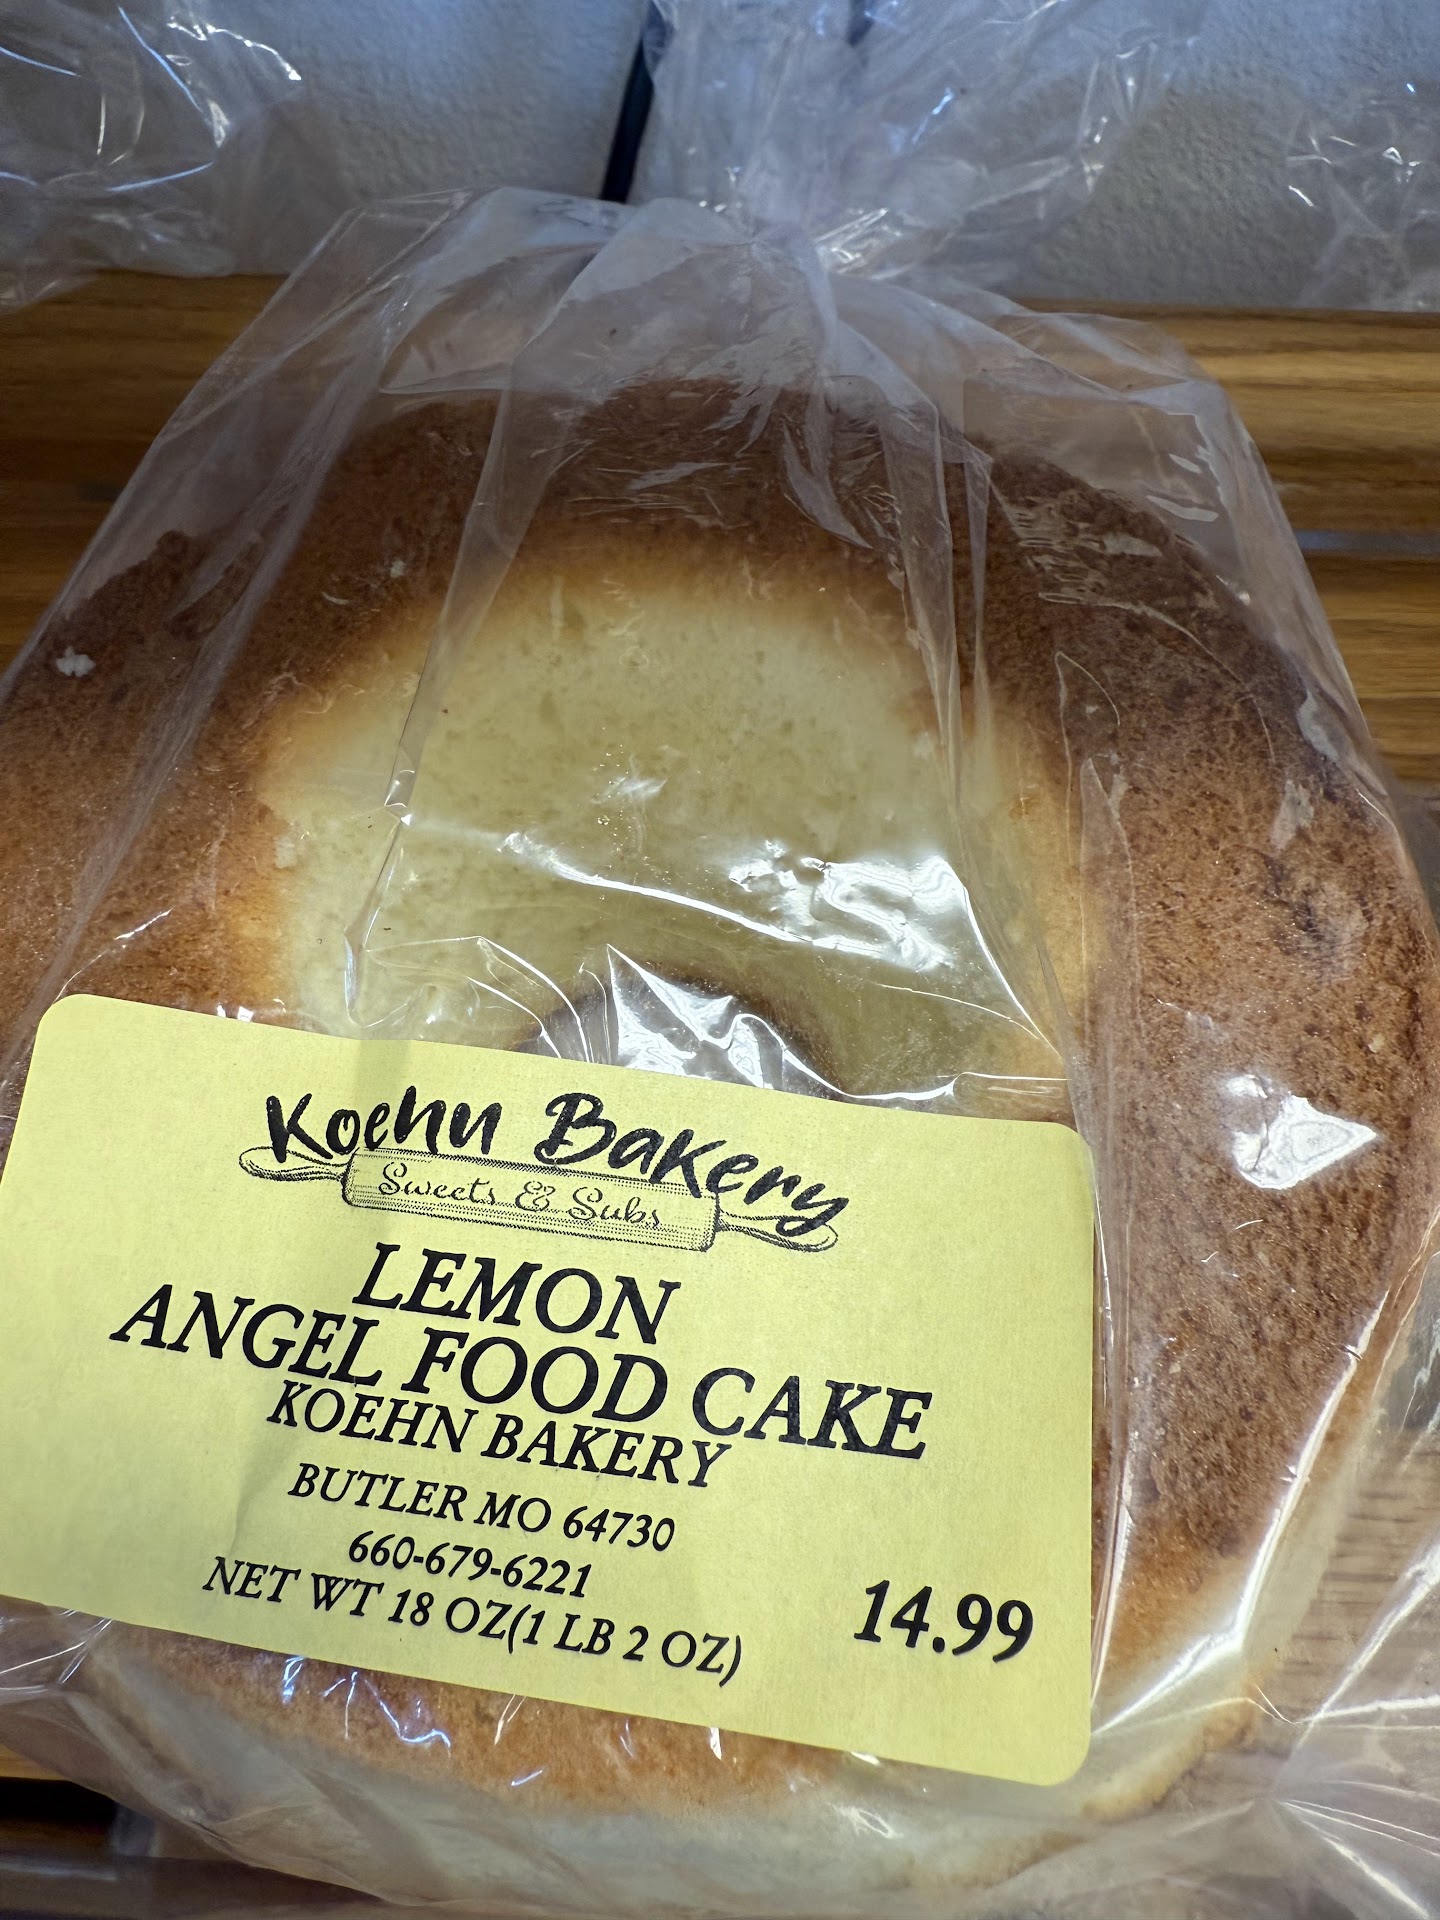 Koehn Bakery
Sweets & Subs
LEMON
ANGEL FOOD CAKE
KOEHN BAKERY
BUTLER MO 64730
660-679-6221
NET WT 18 OZ(1 LB 2 OZ)
14.99